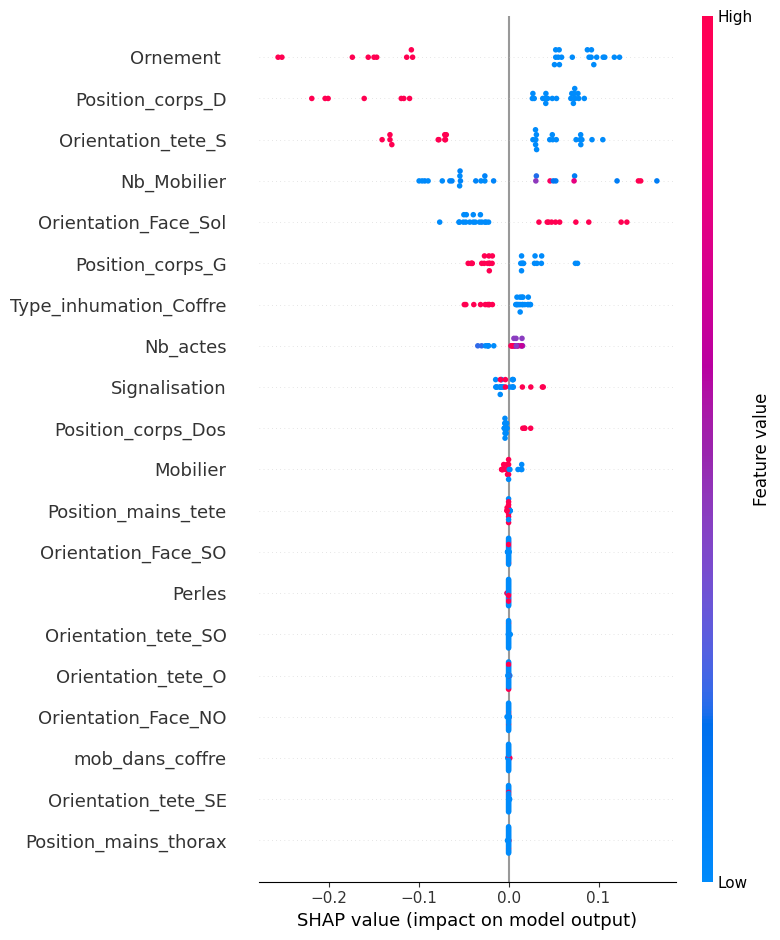 High
Ornement
Position_corps_D
Orientation_tete_S
Nb_Mobilier
Orientation_Face_Sol
Position_corps_G
Type_inhumation_Coffre
Nb_actes
Signalisation
Position_corps_Dos
Mobilier
Position_mains_tete
Orientation_Face_SO
Perles
Orientation_tete_SO
Orientation_tete_O
Orientation_Face_NO
mob_dans_coffre
Orientation_tete_SE
Position_mains_thorax
Feature value
Low
−0.2 −0.1 0.0 0.1
SHAP value (impact on model output)